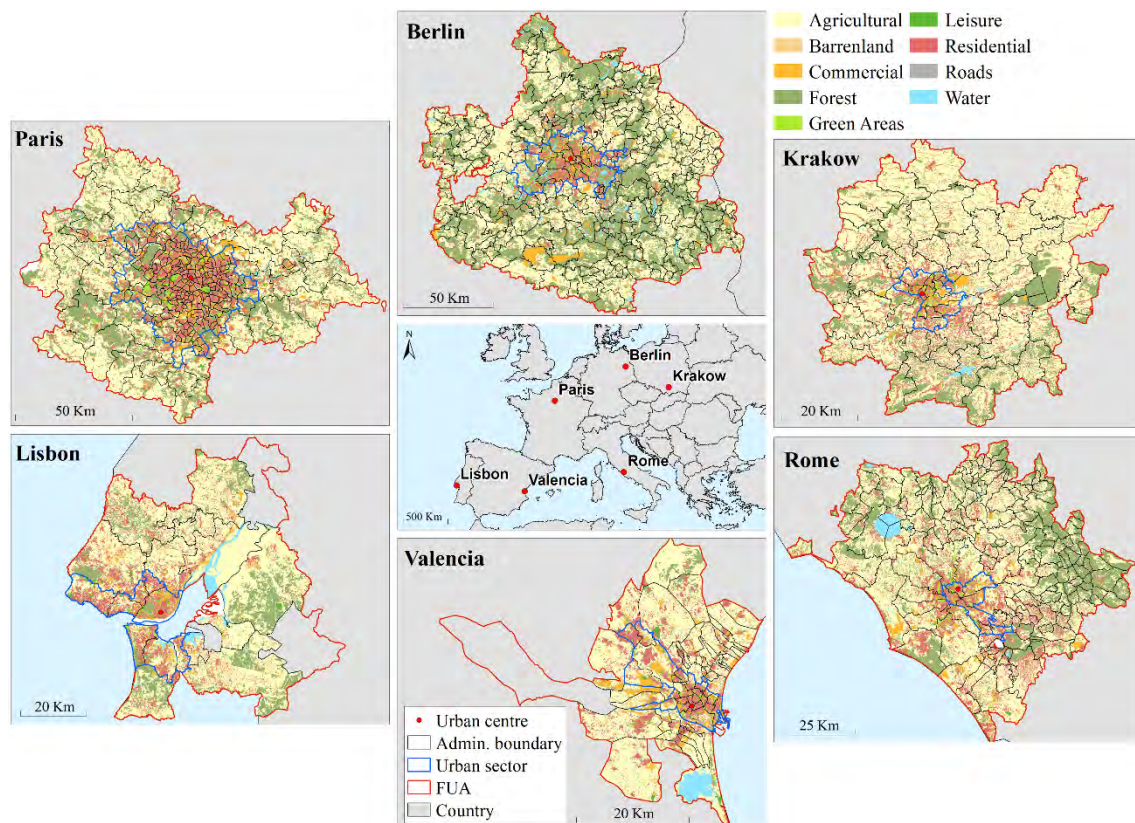 Berlin
50 Km
Agricultural
Barrenland
Commercial
Forest
Green Areas
Leisure
Residential
Roads
Water
Paris
50 Km
N
Berlin
Krakow
Paris
Lisbon
Valencia
Rome
500 Km
Krakow
20 Km
Lisbon
20 Km
Valencia
Urban centre
Admin. boundary
Urban sector
FUA
Country
20 Km
Rome
25 Km